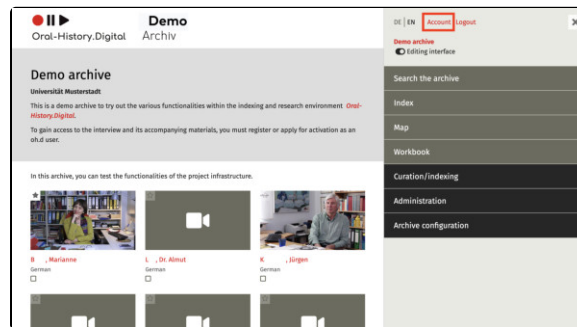 Oral-History.Digital
Demo
Archiv
DE | EN Account Logout
Demo archive
Editing interface
Search the archive
Index
Map
Workbook
Curation/indexing
Administration
Archive configuration
Demo archive
Universität Musterstadt
This is a demo archive to try out the various functionalities within the indexing and research environment Oral-
History.Digital.
To gain access to the interview and its accompanying materials, you must register or apply for activation as an
oh.d user.
In this archive, you can test the functionalities of the project infrastructure.
B , Marianne
German
L , Dr. Almut
German
K , Jürgen
German